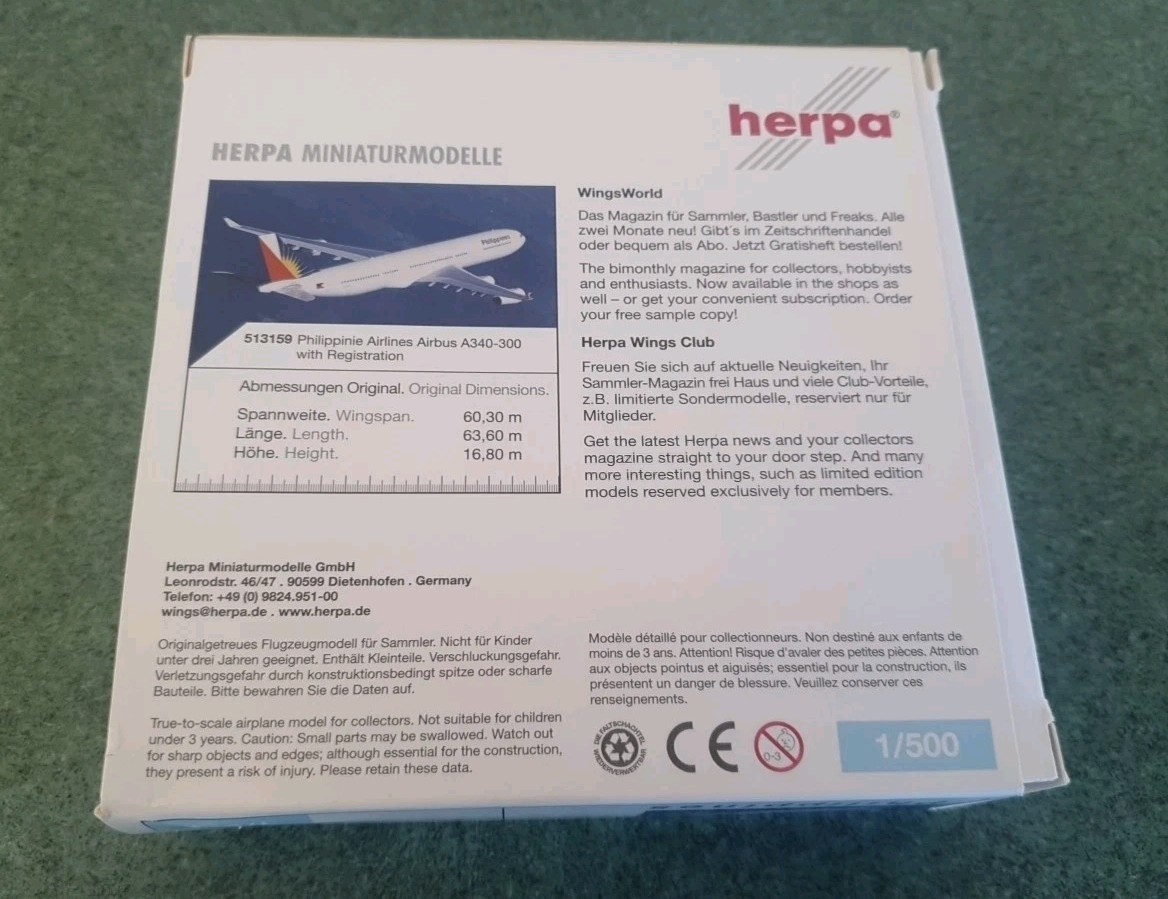 herpa®
HERPA MINIATURMODELLE
Philippines
513159 Philippinie Airlines Airbus A340-300
with Registration
Abmessungen Original. Original Dimensions.
Spannweite. Wingspan. 60,30 m
Länge. Length. 63,60 m
Höhe. Height. 16,80 m
WingsWorld
Das Magazin für Sammler, Bastler und Freaks. Alle
zwei Monate neu! Gibt´s im Zeitschriftenhandel
oder bequem als Abo. Jetzt Gratisheft bestellen!
The bimonthly magazine for collectors, hobbyists
and enthusiasts. Now available in the shops as
well – or get your convenient subscription. Order
your free sample copy!
Herpa Wings Club
Freuen Sie sich auf aktuelle Neuigkeiten, Ihr
Sammler-Magazin frei Haus und viele Club-Vorteile,
z.B. limitierte Sondermodelle, reserviert nur für
Mitglieder.
Get the latest Herpa news and your collectors
magazine straight to your door step. And many
more interesting things, such as limited edition
models reserved exclusively for members.
Herpa Miniaturmodelle GmbH
Leonrodstr. 46/47 . 90599 Dietenhofen . Germany
Telefon: +49 (0) 9824.951-00
wings@herpa.de . www.herpa.de
Originalgetreues Flugzeugmodell für Sammler. Nicht für Kinder
unter drei Jahren geeignet. Enthält Kleinteile. Verschluckungsgefahr.
Verletzungsgefahr durch konstruktionsbedingt spitze oder scharfe
Bauteile. Bitte bewahren Sie die Daten auf.
True-to-scale airplane model for collectors. Not suitable for children
under 3 years. Caution: Small parts may be swallowed. Watch out
for sharp objects and edges; although essential for the construction,
they present a risk of injury. Please retain these data.
Modèle détaillé pour collectionneurs. Non destiné aux enfants de
moins de 3 ans. Attention! Risque d'avaler des petites pièces. Attention
aux objects pointus et aiguisés; essentiel pour la construction, ils
présentent un danger de blessure. Veuillez conserver ces
renseignements.
DIE FALTSCHACHTEL
WIEDERVERWERTBAR
CE
0-3
1/500